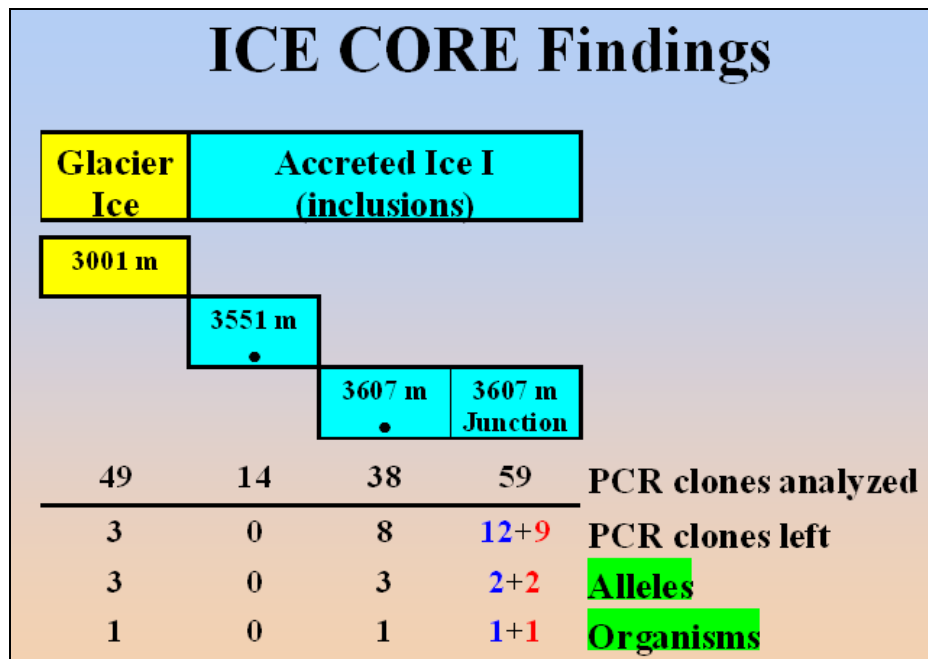 ICE CORE Findings
Glacier Ice
Accreted Ice I
(inclusions)
3001 m
3551 m
•
3607 m
•
3607 m
Junction
49 14 38 59 PCR clones analyzed
3 0 8 12+9 PCR clones left
3 0 3 2+2 Alleles
1 0 1 1+1 Organisms